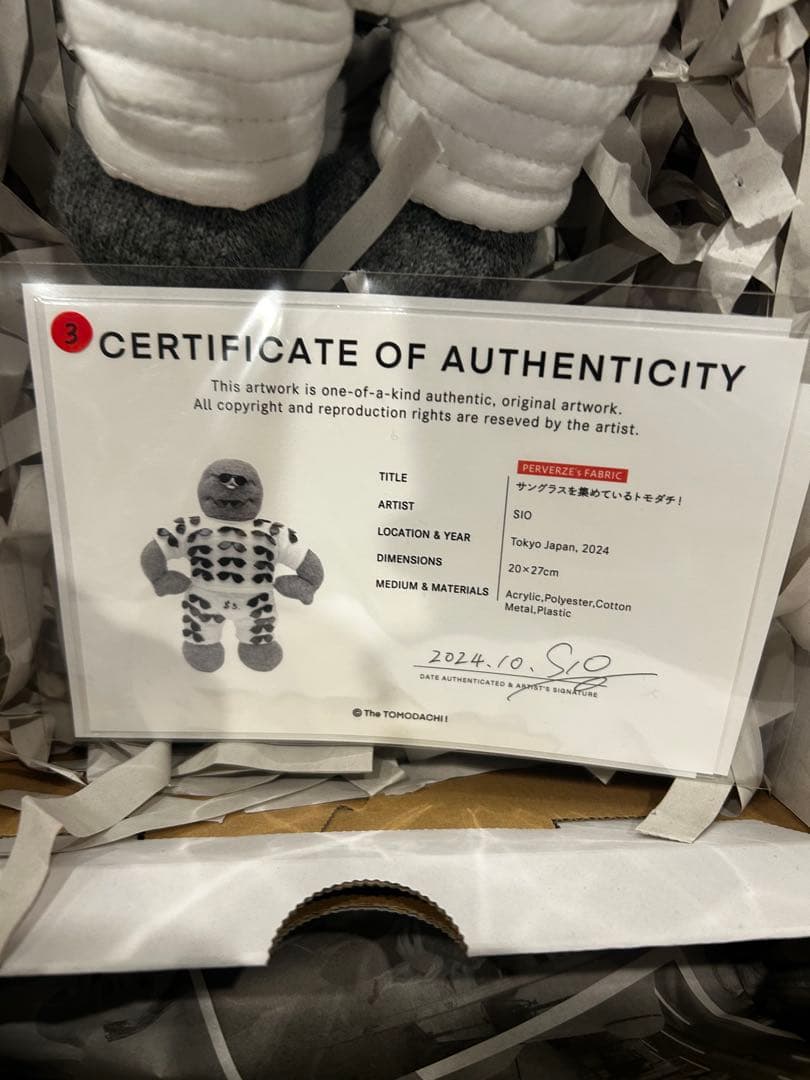 3
CERTIFICATE OF AUTHENTICITY
This artwork is one-of-a-kind authentic, original artwork.
All copyright and reproduction rights are reseved by the artist.
TITLE
PERVERZE's FABRIC
サングラスを集めているトモダチ！
ARTIST
SIO
LOCATION & YEAR
Tokyo Japan, 2024
DIMENSIONS
20×27cm
MEDIUM & MATERIALS
Acrylic,Polyester,Cotton
Metal,Plastic
2024.10. SIO
DATE AUTHENTICATED & ARTIST'S SIGNATURE
© The TOMODACHI !